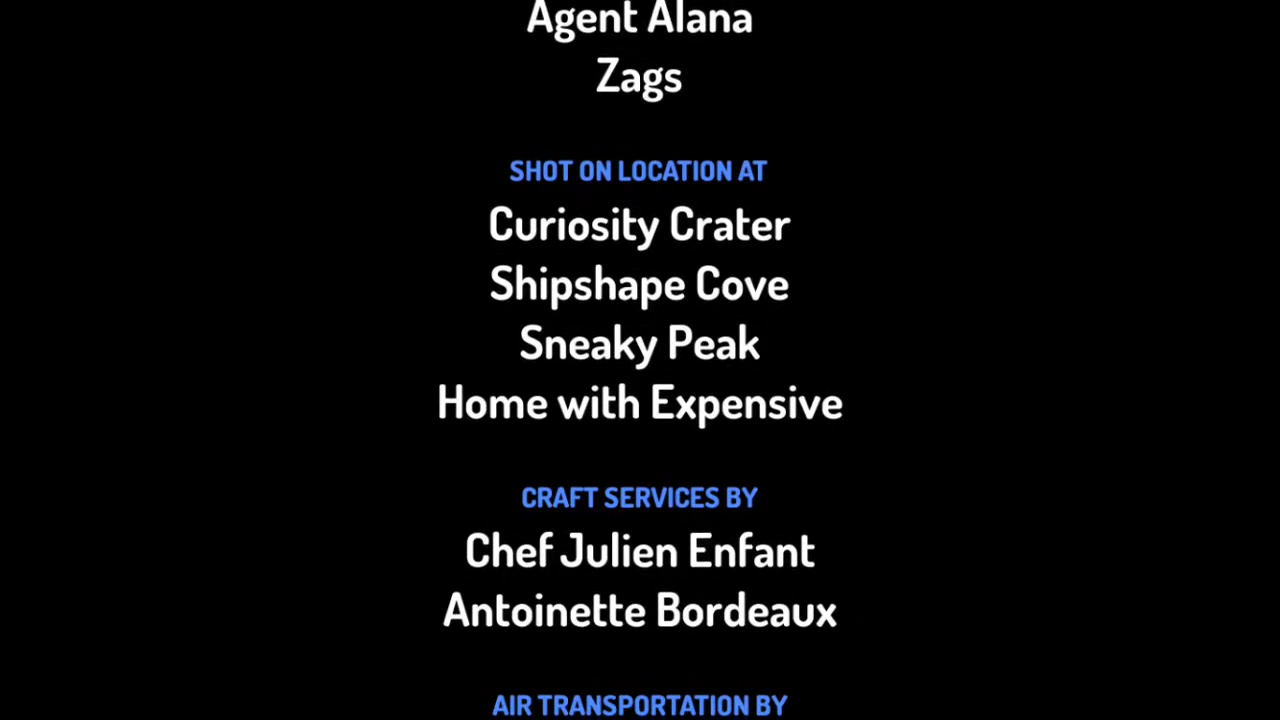 Agent Alana
Zags
SHOT ON LOCATION AT
Curiosity Crater
Shipshape Cove
Sneaky Peak
Home with Expensive
CRAFT SERVICES BY
Chef Julien Enfant
Antoinette Bordeaux
AIR TRANSPORTATION BY